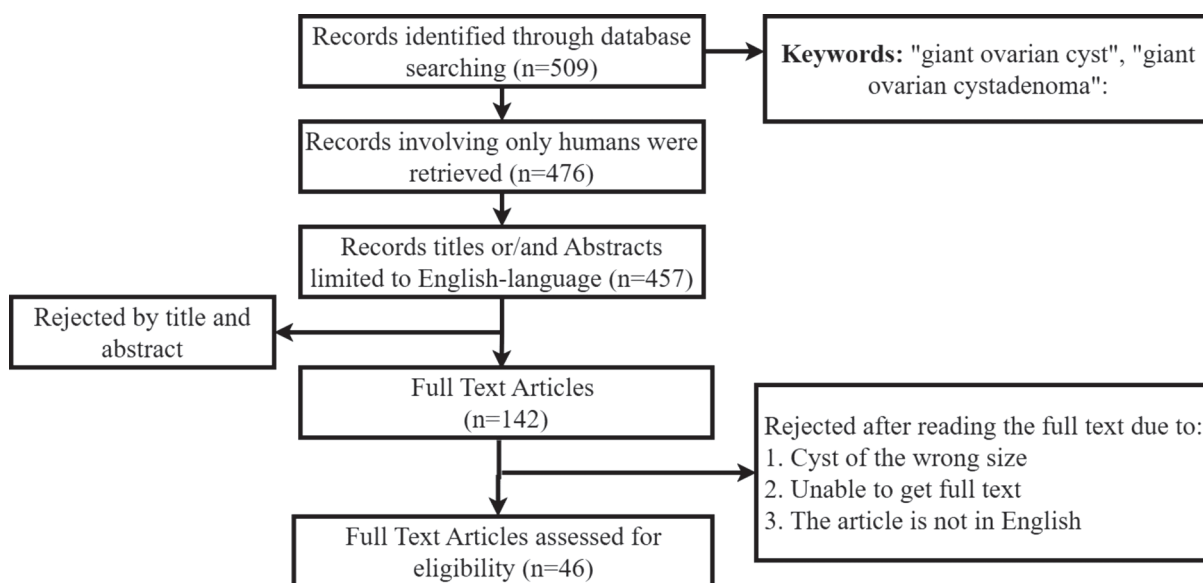 Records identified through database
searching (n=509)
Keywords: "giant ovarian cyst", "giant
ovarian cystadenoma":
Records involving only humans were
retrieved (n=476)
Records titles or/and Abstracts
limited to English-language (n=457)
Rejected by title and
abstract
Full Text Articles
(n=142)
Rejected after reading the full text due to:
1. Cyst of the wrong size
2. Unable to get full text
3. The article is not in English
Full Text Articles assessed for
eligibility (n=46)